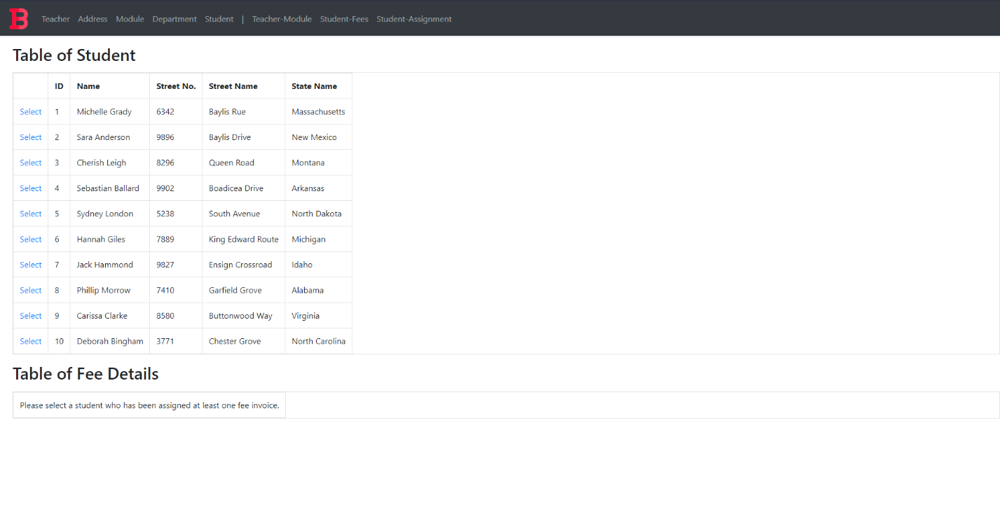 B Teacher Address Module Department Student | Teacher-Module Student-Fees Student-Assignment
Table of Student
ID Name Street No. Street Name State Name
Select 1 Michelle Grady 6342 Baylis Rue Massachusetts
Select 2 Sara Anderson 9896 Baylis Drive New Mexico
Select 3 Cherish Leigh 8296 Queen Road Montana
Select 4 Sebastian Ballard 9902 Boadicea Drive Arkansas
Select 5 Sydney London 5238 South Avenue North Dakota
Select 6 Hannah Giles 7889 King Edward Route Michigan
Select 7 Jack Hammond 9827 Ensign Crossroad Idaho
Select 8 Phillip Morrow 7410 Garfield Grove Alabama
Select 9 Carissa Clarke 8580 Buttonwood Way Virginia
Select 10 Deborah Bingham 3771 Chester Grove North Carolina
Table of Fee Details
Please select a student who has been assigned at least one fee invoice.